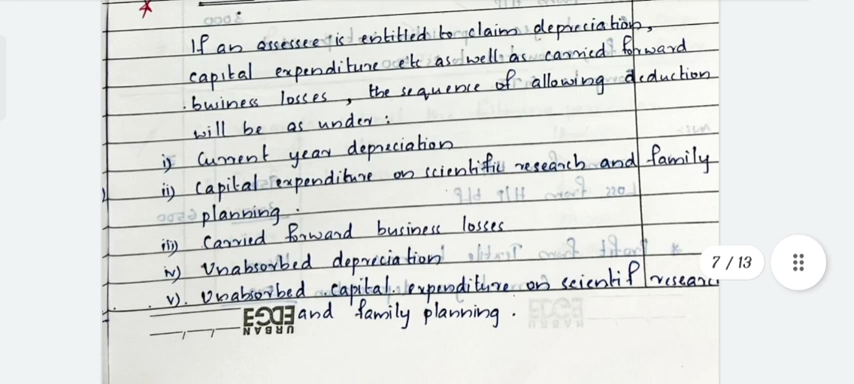 If an assessee is entitled to claim depreciation,
capital expenditure etc as well as carried forward
business losses, the sequence of allowing deduction
will be as under :
i) Current year depreciation
ii) Capital expenditure on scientific research and family
planning.
iii) Carried forward business losses
iv) Unabsorbed depreciation
v). Unabsorbed capital expenditure on scientif research
and family planning.
URBAN
EDGE
7 / 13